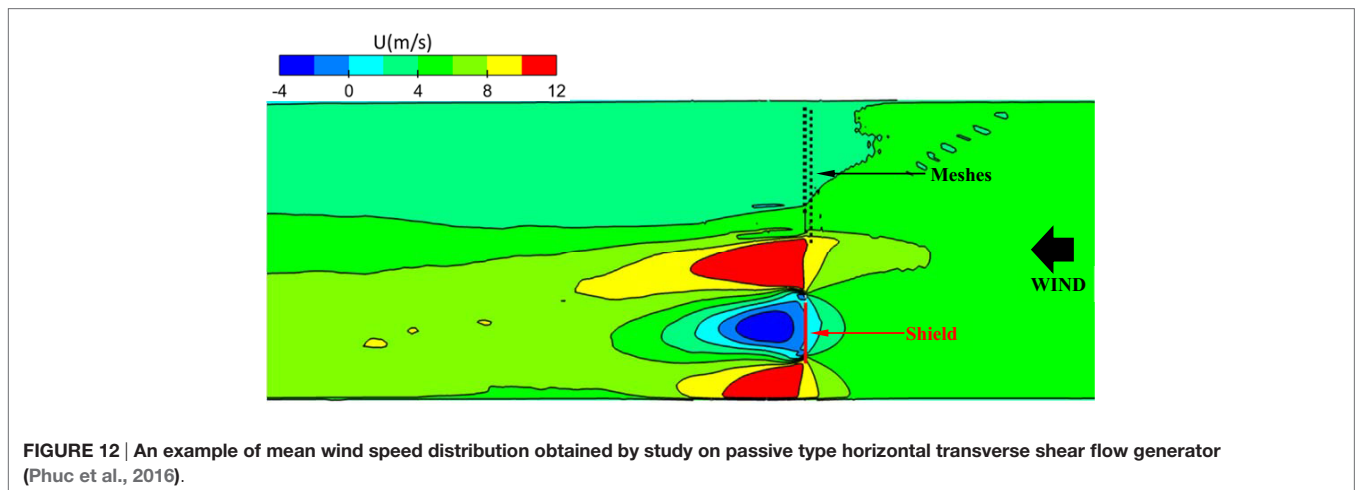 U(m/s)
-4 0 4 8 12
Meshes
WIND
Shield
FIGURE 12 | An example of mean wind speed distribution obtained by study on passive type horizontal transverse shear flow generator
(Phuc et al., 2016).